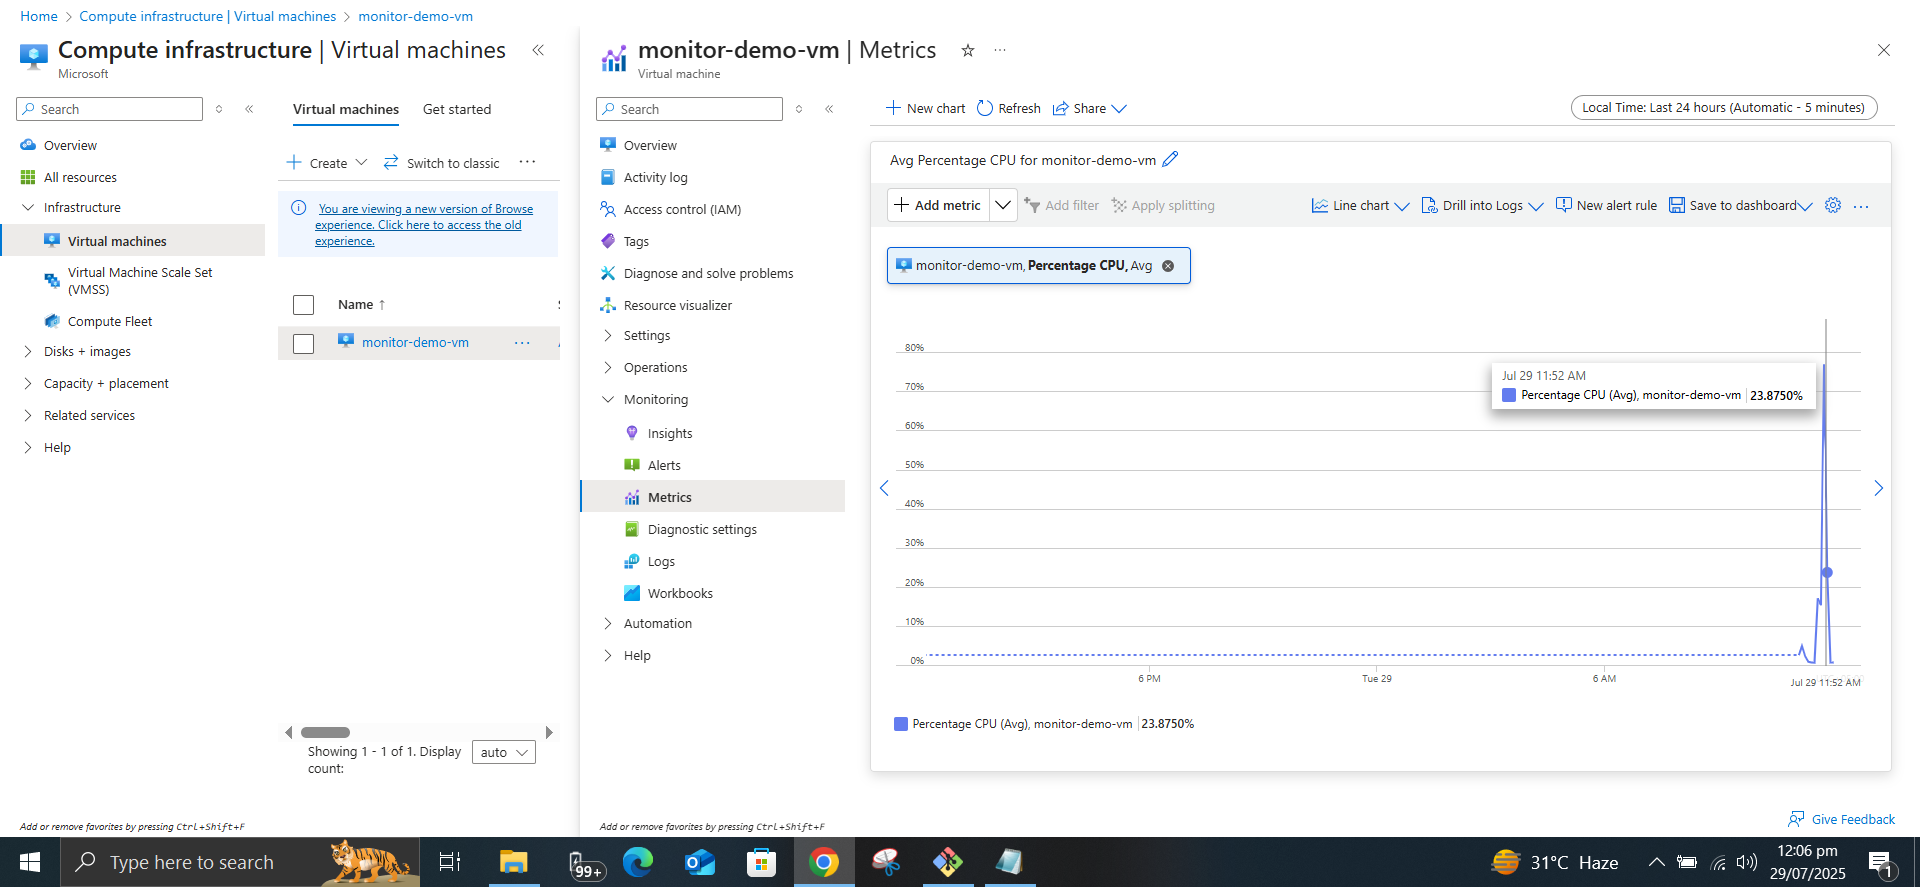 Home > Compute infrastructure | Virtual machines > monitor-demo-vm
Compute infrastructure | Virtual machines
Microsoft
Search
Overview
All resources
Infrastructure
Virtual machines
Virtual Machine Scale Set
(VMSS)
Compute Fleet
Disks + images
Capacity + placement
Related services
Help
Add or remove favorites by pressing Ctrl+Shift+F
Virtual machines
Get started
Create
Switch to classic
You are viewing a new version of Browse
experience. Click here to access the old
experience.
Name ↑
monitor-demo-vm
Showing 1 - 1 of 1. Display
count:
auto
monitor-demo-vm | Metrics
Virtual machine
Search
Overview
Activity log
Access control (IAM)
Tags
Diagnose and solve problems
Resource visualizer
Settings
Operations
Monitoring
Insights
Alerts
Metrics
Diagnostic settings
Logs
Workbooks
Automation
Help
Add or remove favorites by pressing Ctrl+Shift+F
New chart
Refresh
Share
Local Time: Last 24 hours (Automatic - 5 minutes)
Avg Percentage CPU for monitor-demo-vm
Add metric
Add filter
Apply splitting
Line chart
Drill into Logs
New alert rule
Save to dashboard
monitor-demo-vm, Percentage CPU, Avg
80%
70%
60%
50%
40%
30%
20%
10%
0%
Jul 29 11:52 AM
Percentage CPU (Avg), monitor-demo-vm | 23.8750%
6 PM
Tue 29
6 AM
Jul 29 11:52 AM
Percentage CPU (Avg), monitor-demo-vm | 23.8750%
Give Feedback
Type here to search
99+
31°C Haze
12:06 pm
29/07/2025
1